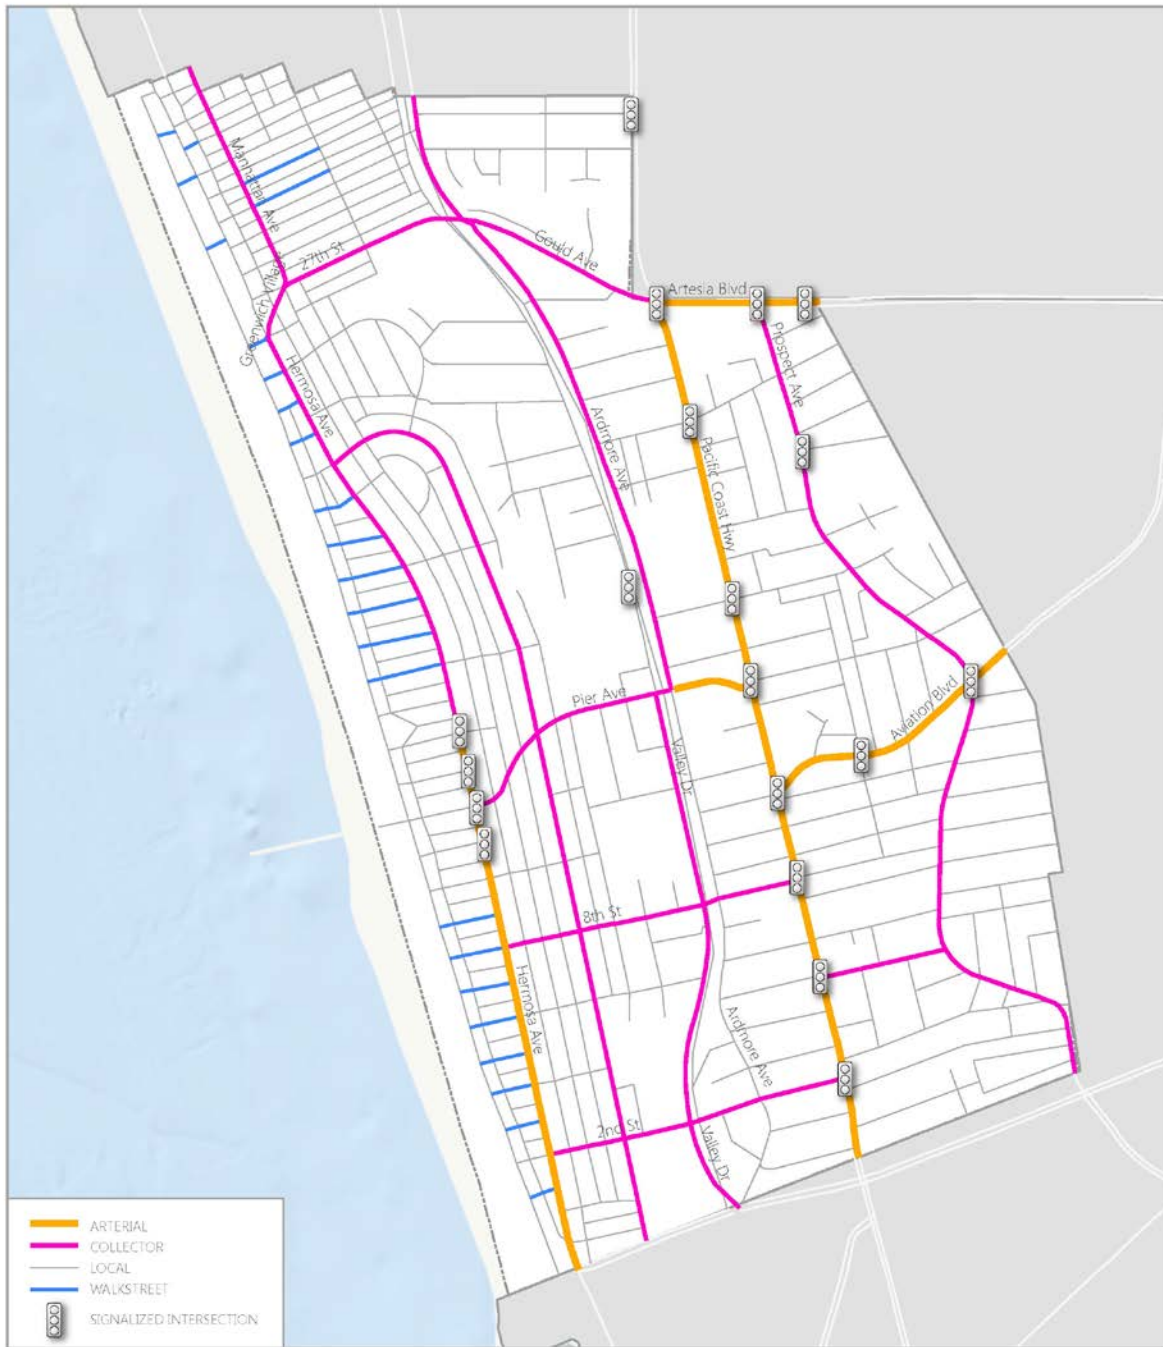 Manhattan Ave
27th St
Gould Ave
Greenwich Village
Artesia Blvd
Prospect Ave
Hermosa Ave
Ardmore Ave
Pacific Coast Hwy
Pier Ave
Aviation Blvd
Valley Dr
8th St
Hermosa Ave
Ardmore Ave
2nd St
Valley Dr
ARTERIAL
COLLECTOR
LOCAL
WALKSTREET
SIGNALIZED INTERSECTION